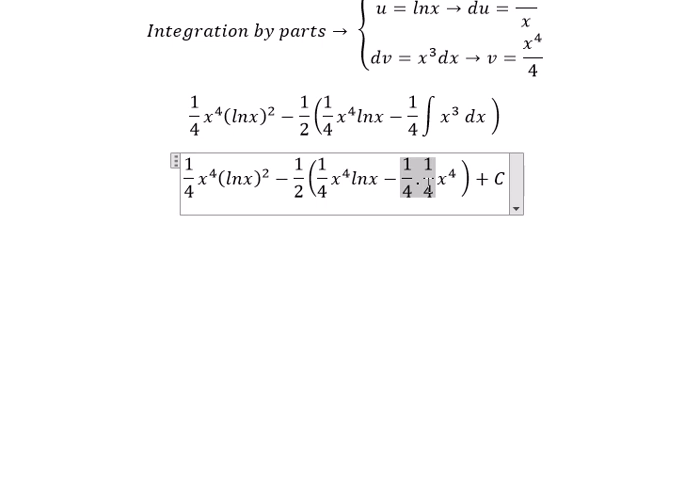 u = lnx → du = — x
Integration by parts → {
dv = x³dx → v = x⁴/4
1/4 x⁴(lnx)² − 1/2 (1/4 x⁴lnx − 1/4 ∫ x³ dx )
1/4 x⁴(lnx)² − 1/2 (1/4 x⁴lnx − 1/4 . 1/4 x⁴ ) + C